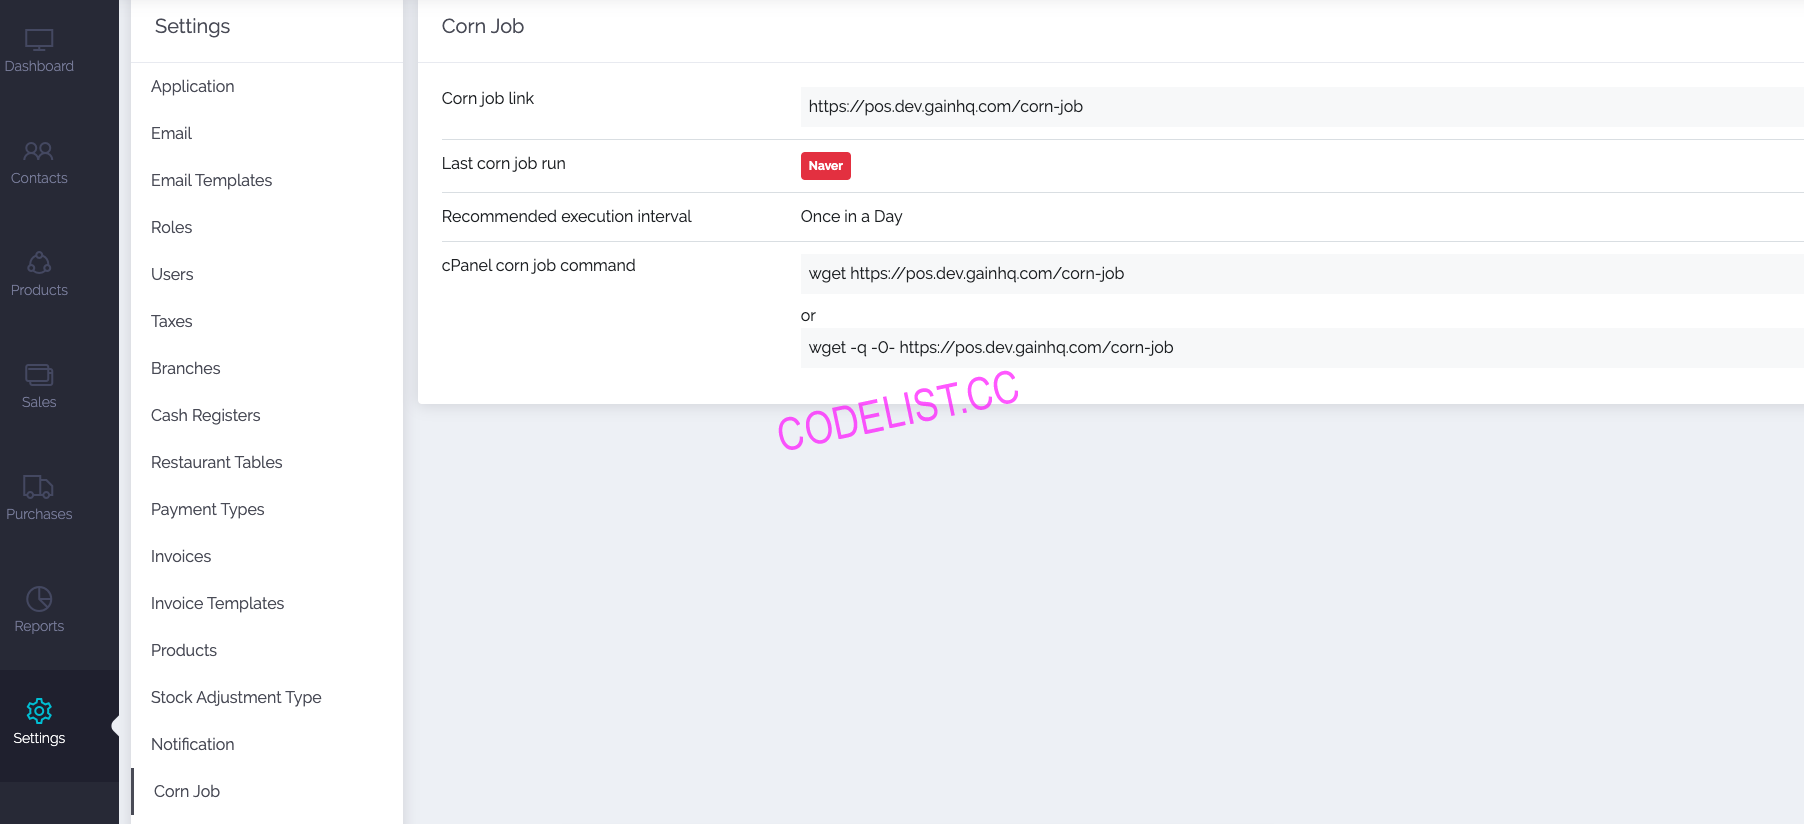 Dashboard
Contacts
Products
Sales
Purchases
Reports
Settings
Settings
Application
Email
Email Templates
Roles
Users
Taxes
Branches
Cash Registers
Restaurant Tables
Payment Types
Invoices
Invoice Templates
Products
Stock Adjustment Type
Notification
Corn Job
Corn Job
Corn job link
https://pos.dev.gainhq.com/corn-job
Last corn job run
Naver
Recommended execution interval
Once in a Day
cPanel corn job command
wget https://pos.dev.gainhq.com/corn-job
or
wget -q -O- https://pos.dev.gainhq.com/corn-job
CODELIST.CC